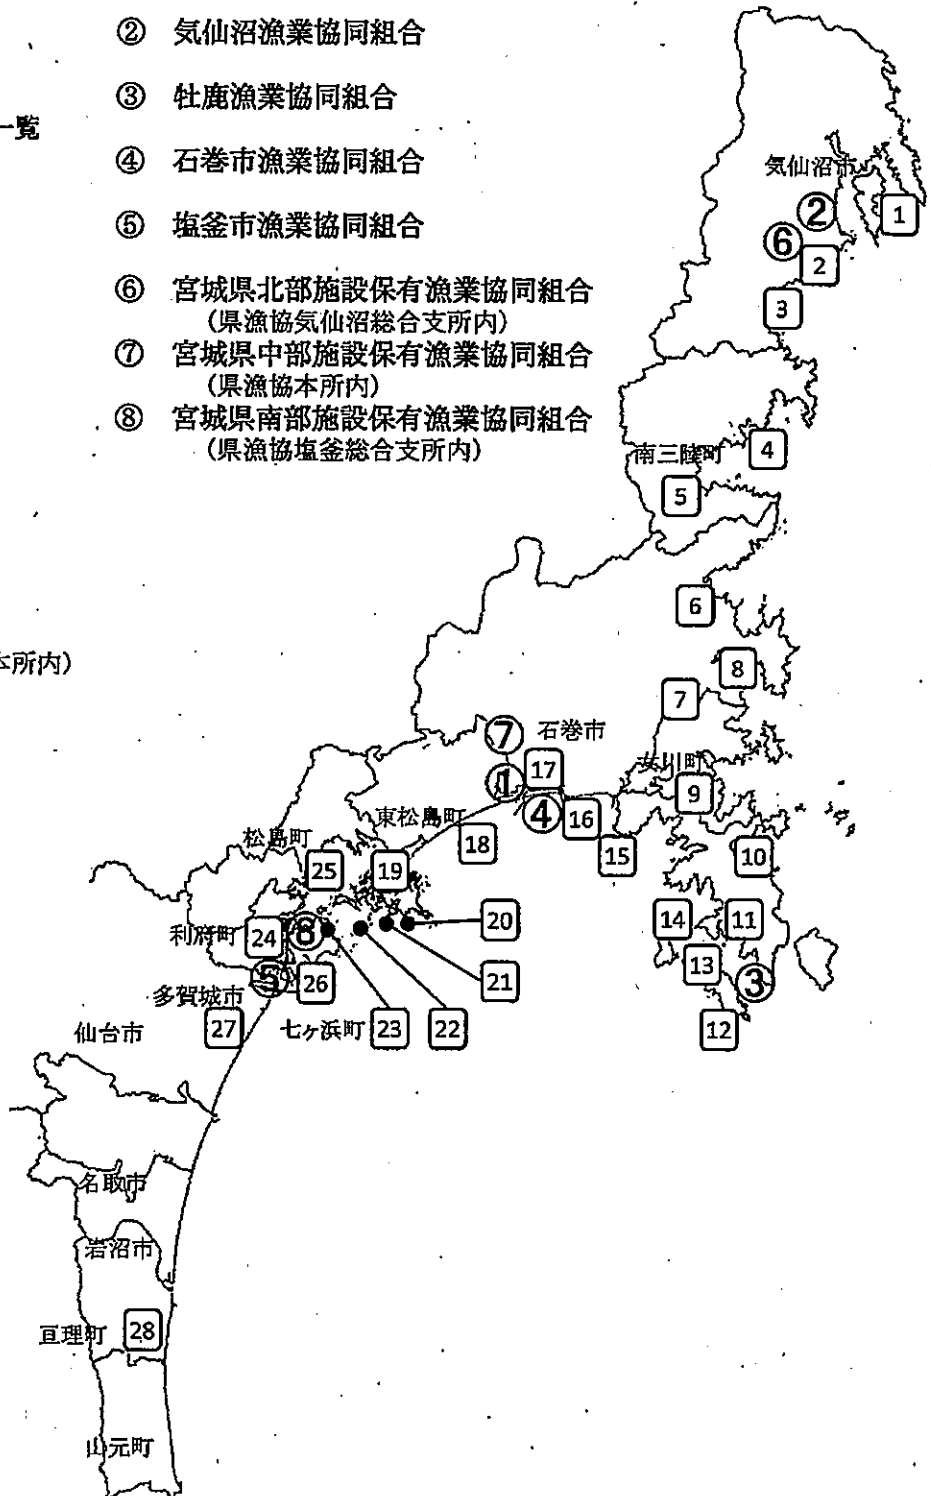 ② 気仙沼漁業協同組合
③ 牡鹿漁業協同組合
一覧
④ 石巻市漁業協同組合
⑤ 塩釜市漁業協同組合
⑥ 宮城県北部施設保有漁業協同組合
(県漁協気仙沼総合支所内)
⑦ 宮城県中部施設保有漁業協同組合
(県漁協本所内)
⑧ 宮城県南部施設保有漁業協同組合
(県漁協塩釜総合支所内)
本所内)
気仙沼市
②
1
⑥
2
3
4
南三陸町
5
6
8
7
⑦
石巻市
17
①
女川町
9
④
16
東松島町
18
15
松島町
25
19
10
20
14
11
利府町
24
⑧
13
21
③
⑤
26
多賀城市
27
七ヶ浜町
23
22
12
仙台市
名取市
岩沼市
亘理町
28
山元町